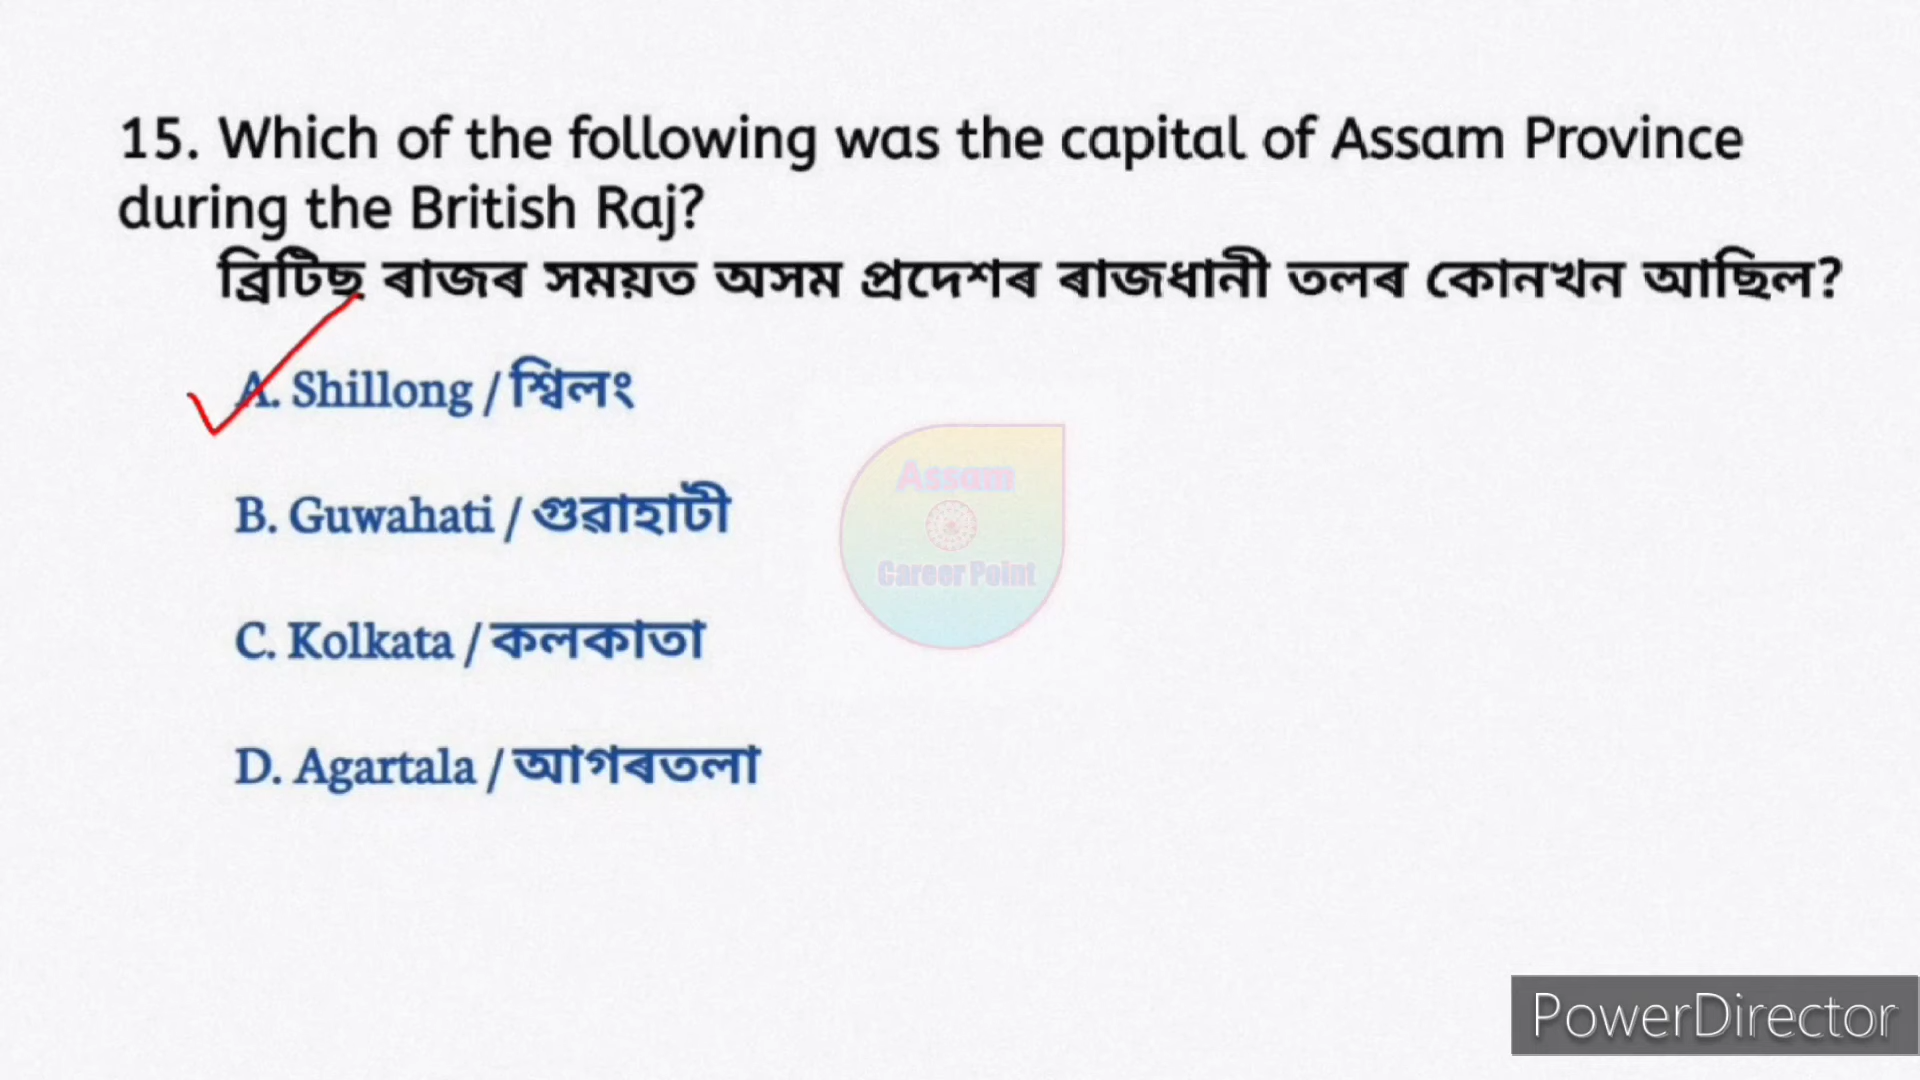 15. Which of the following was the capital of Assam Province
during the British Raj?
ব্ৰিটিছ ৰাজৰ সময়ত অসম প্ৰদেশৰ ৰাজধানী তলৰ কোনখন আছিল?
A. Shillong / শ্বিলং
B. Guwahati / গুৱাহাটী
C. Kolkata / কলকাতা
D. Agartala / আগৰতলা
Assam
Career Point
PowerDirector